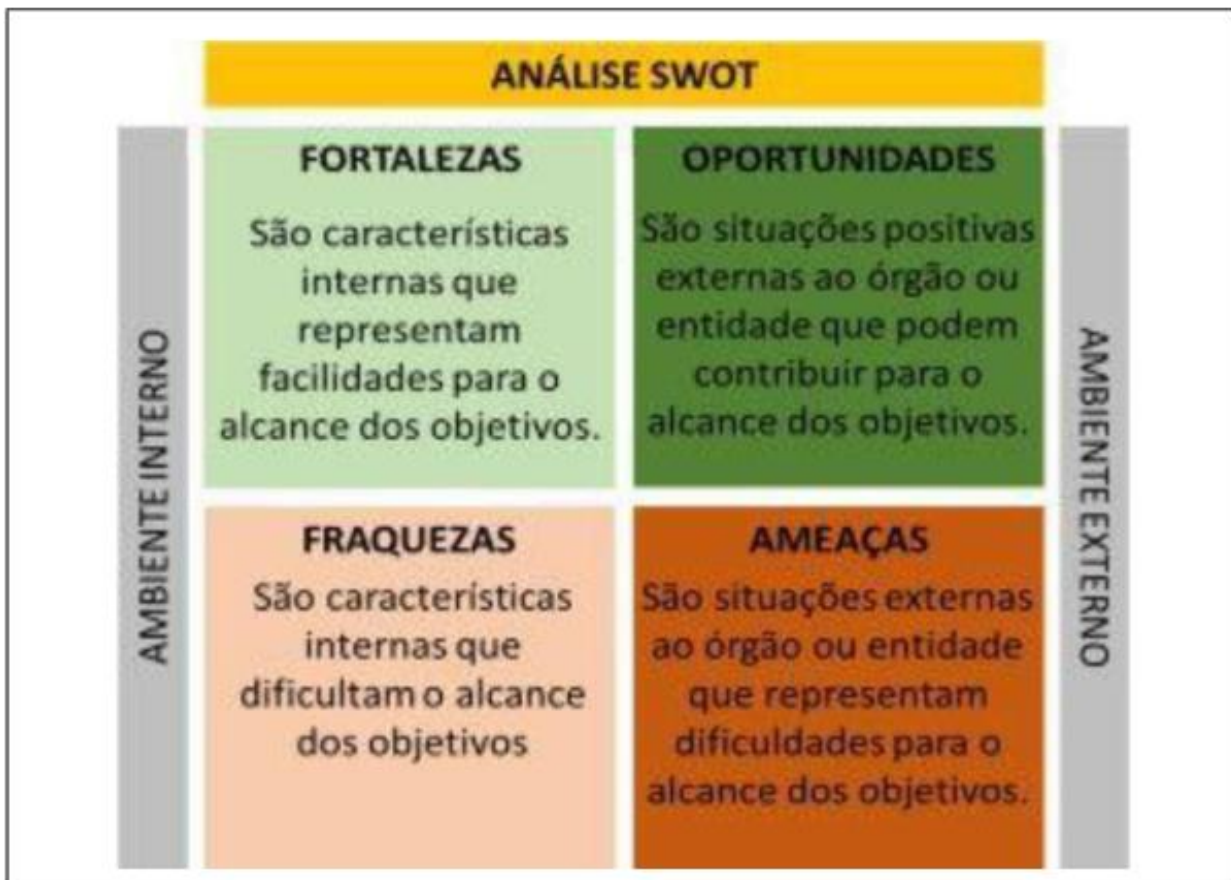 ANÁLISE SWOT
AMBIENTE INTERNO
FORTALEZAS
São características
internas que
representam
facilidades para o
alcance dos objetivos.
OPORTUNIDADES
São situações positivas
externas ao órgão ou
entidade que podem
contribuir para o
alcance dos objetivos.
FRAQUEZAS
São características
internas que
dificultam o alcance
dos objetivos
AMEAÇAS
São situações externas
ao órgão ou entidade
que representam
dificuldades para o
alcance dos objetivos.
AMBIENTE EXTERNO